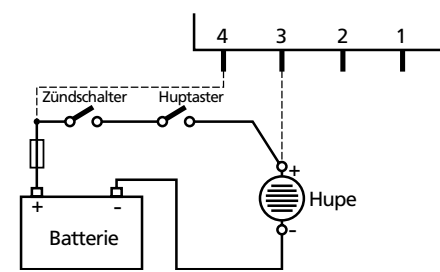 4 3 2 1
Zündschalter Huptaster
+
Hupe
-
+ -
Batterie